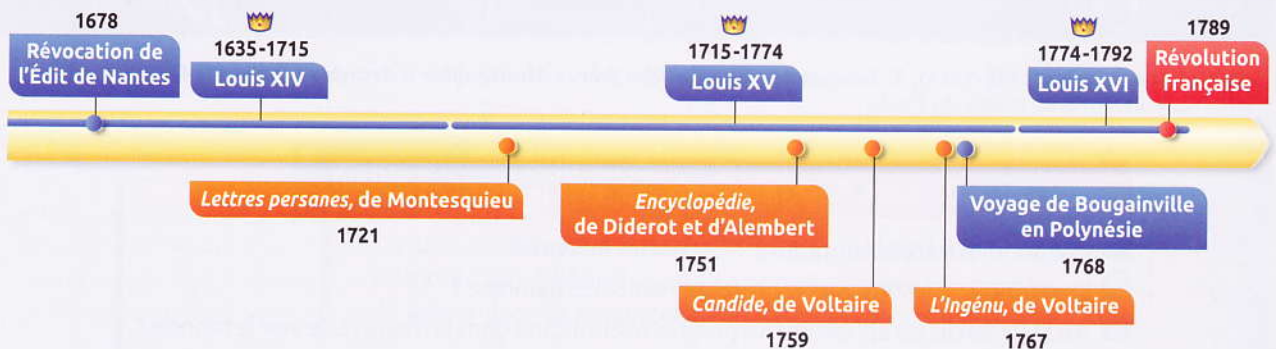 1678
Révocation de
l'Édit de Nantes
1635-1715
Louis XIV
1715-1774
Louis XV
1774-1792
Louis XVI
1789
Révolution
française
Lettres persanes, de Montesquieu
1721
Encyclopédie,
de Diderot et d'Alembert
1751
Candide, de Voltaire
1759
L'Ingénu, de Voltaire
1767
Voyage de Bougainville
en Polynésie
1768